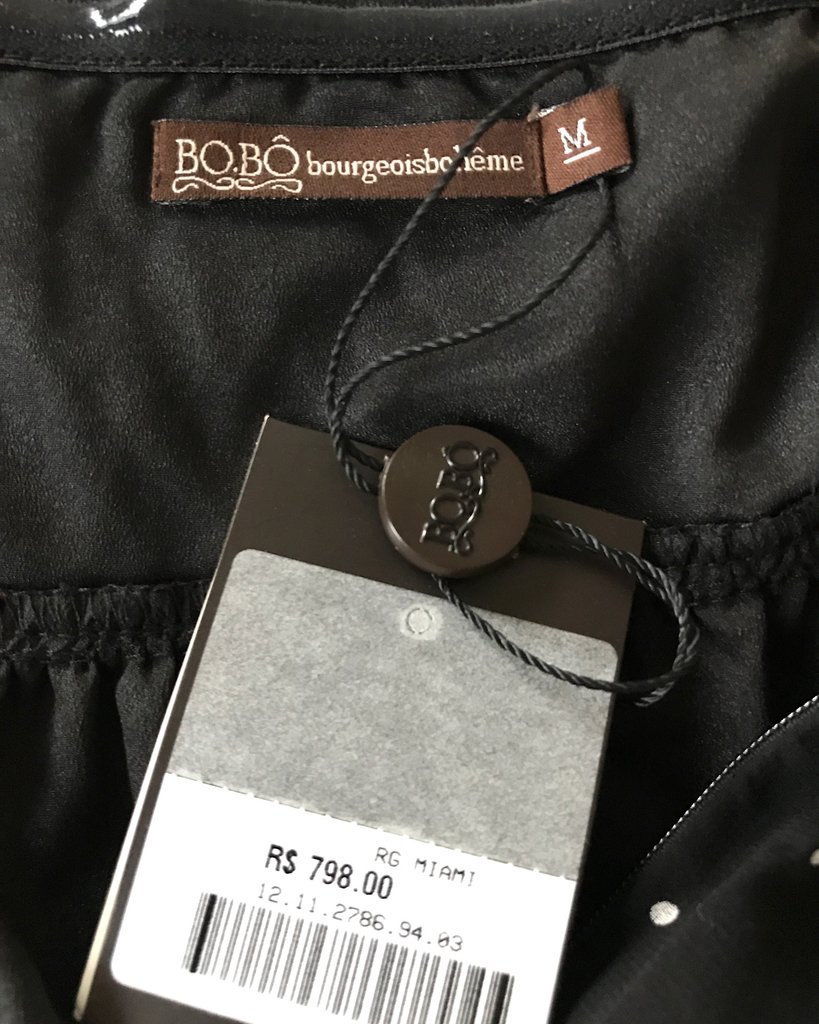 BO.BÔ bourgeoisbohême
M
BO.BÔ
RG MIAMI
R$ 798.00
12.11.2786.94.03